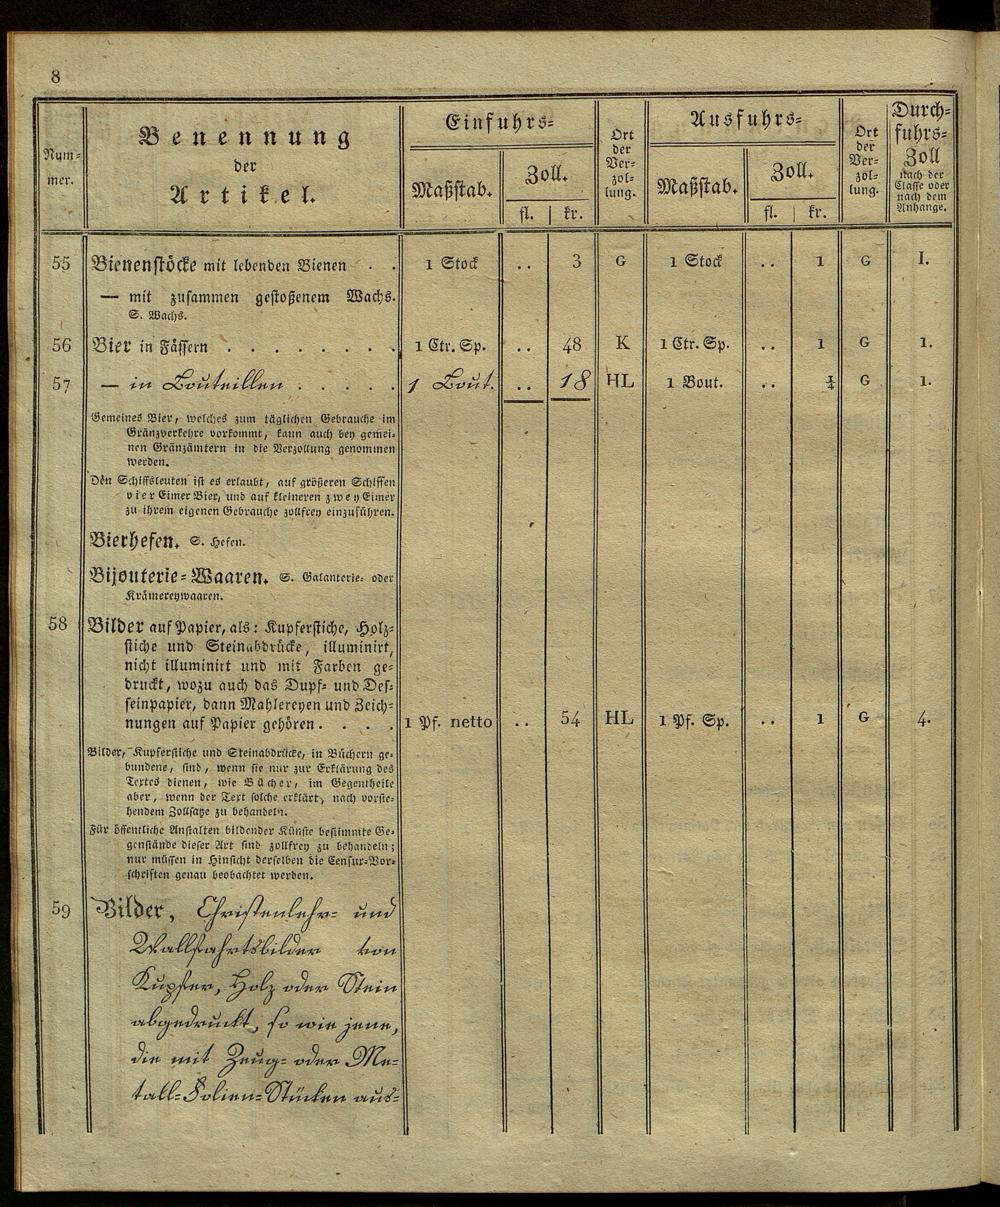 8
Num-
mer.
Benennung
der
Artikel.
Einfuhrs-
Maßstab.
Zoll.
fl. | kr.
Ort
der
Ver-
zol-
lung.
Ausfuhrs-
Maßstab.
Zoll.
fl. | kr.
Ort
der
Ver-
zol-
lung.
Durch-
fuhrs-
Zoll
nach der
Classe oder
nach dem
Anhange.
55 Bienenstöcke mit lebenden Bienen . . 1 Stock .. 3 G 1 Stock .. 1 G I.
— mit zusammen gestoßenem Wachs.
S. Wachs.
56 Bier in Fässern . . . . . . . . 1 Ctr. Sp. .. 48 K 1 Ctr. Sp. .. 1 G 1.
57 — in Bouteillen . . . . . 1 Bout. .. 18 HL 1 Bout. .. ¼ G 1.
Gemeines Bier, welches zum täglichen Gebrauche im
Gränzverkehre vorkommt, kann auch bey gemei-
nen Gränzämtern in die Verzollung genommen
werden.
Den Schiffsleuten ist es erlaubt, auf größeren Schiffen
vier Eimer Bier, und auf kleineren zwey Eimer
zu ihrem eigenen Gebrauche zollfrey einzuführen.
Bierhefen. S. Hefen.
Bijouterie-Waaren. S. Galanterie- oder
Krämereywaaren.
58 Bilder auf Papier, als: Kupferstiche, Holz-
stiche und Steinabdrücke, illuminirt,
nicht illuminirt und mit Farben ge-
druckt, wozu auch das Dupf- und Des-
seinpapier, dann Mahlereyen und Zeich-
nungen auf Papier gehören . . . . 1 Pf. netto .. 54 HL 1 Pf. Sp. .. 1 G 4.
Bilder, Kupferstiche und Steinabdrücke, in Büchern ge-
bundene, sind, wenn sie nur zur Erklärung des
Textes dienen, wie Bücher, im Gegentheile
aber, wenn der Text solche erklärt, nach vorste-
hendem Zollsatze zu behandeln.
Für öffentliche Anstalten bildender Künste bestimmte Ge-
genstände dieser Art sind zollfrey zu behandeln;
nur müssen in Hinsicht derselben die Censur-Vor-
schriften genau beobachtet werden.
59 Bilder, Christenlehr- und
Wallfahrtsbilder von
Kupfer, Holz oder Stein
abgedruckt, so wie jene,
die mit Zeug- oder Me-
tall-Folien-Stücken aus-